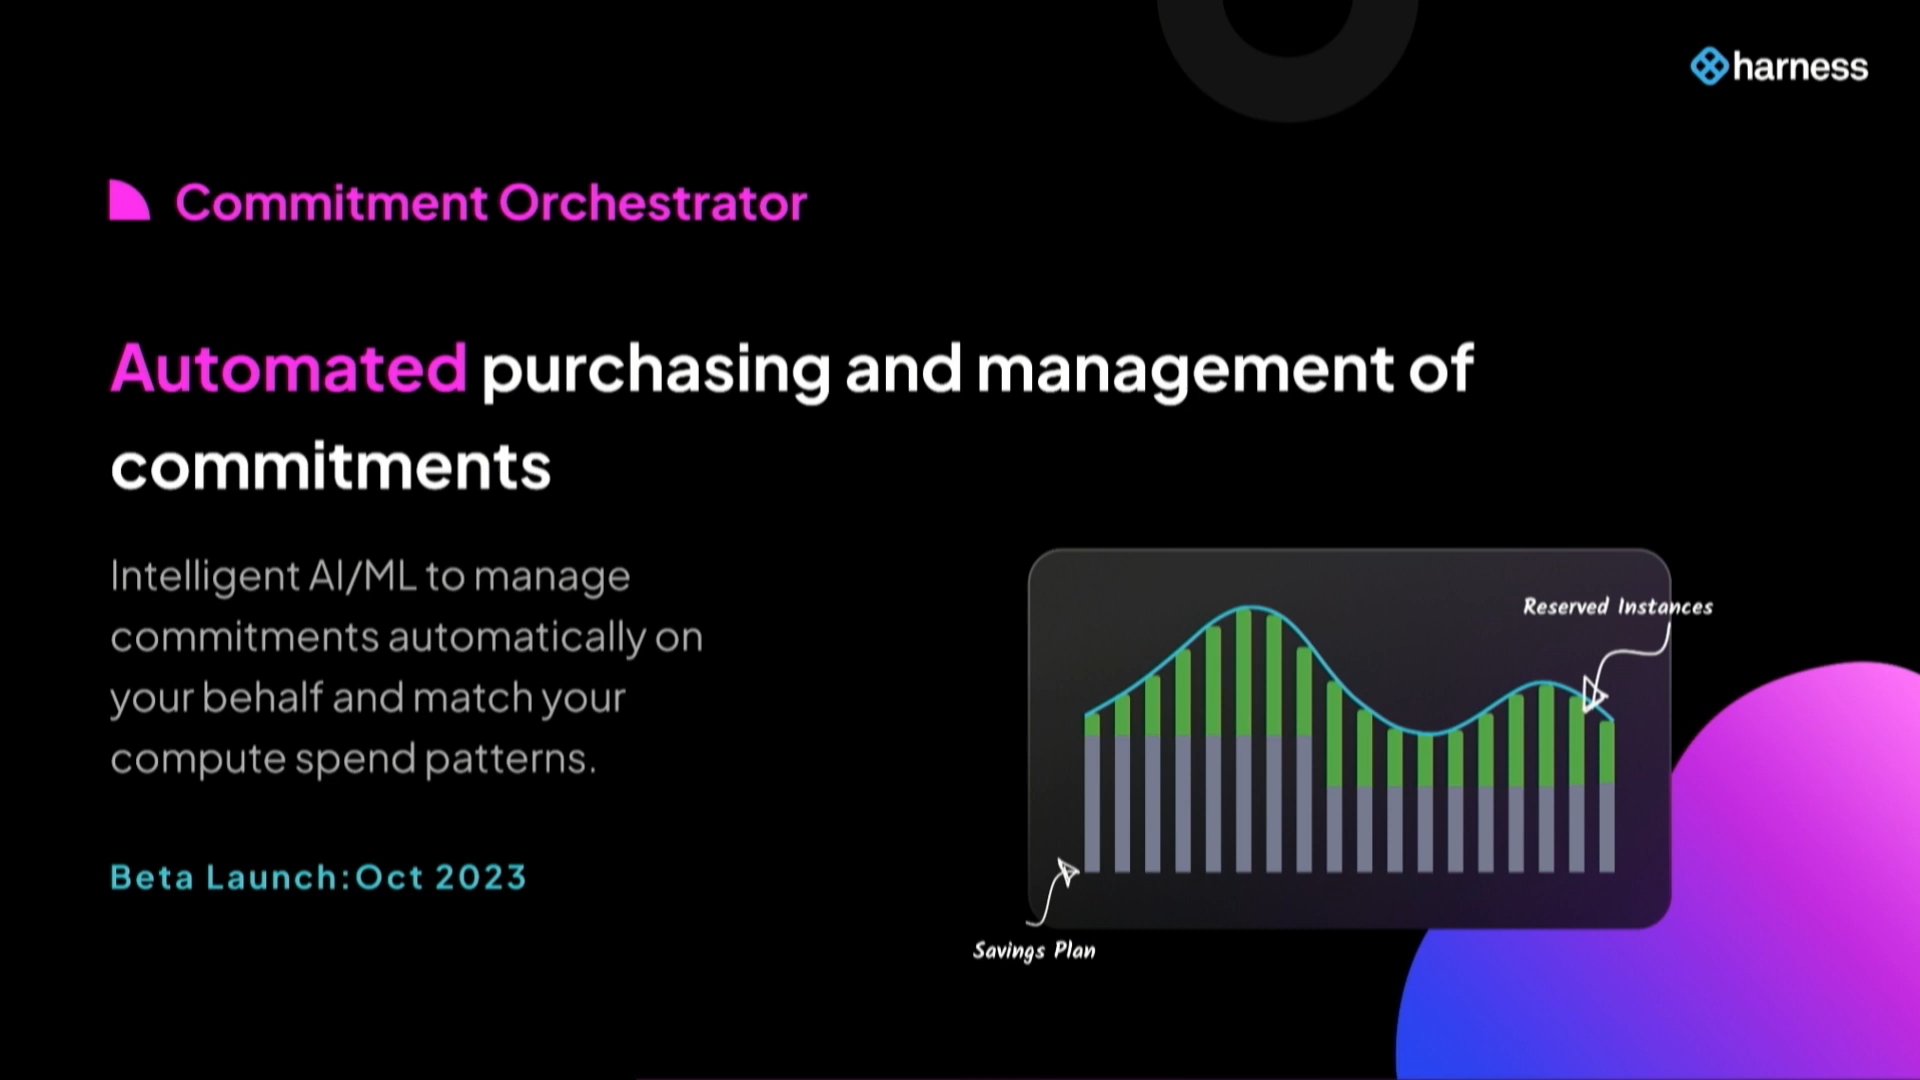 harness
Commitment Orchestrator
Automated purchasing and management of
commitments
Intelligent AI/ML to manage
commitments automatically on
your behalf and match your
compute spend patterns.
Beta Launch:Oct 2023
Reserved Instances
Savings Plan